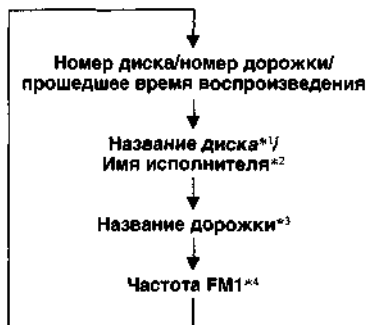 Номер диска/номер дорожки/
прошедшее время воспроизведения
Название диска*1/
Имя исполнителя*2
Название дорожки*3
Частота FM1*4